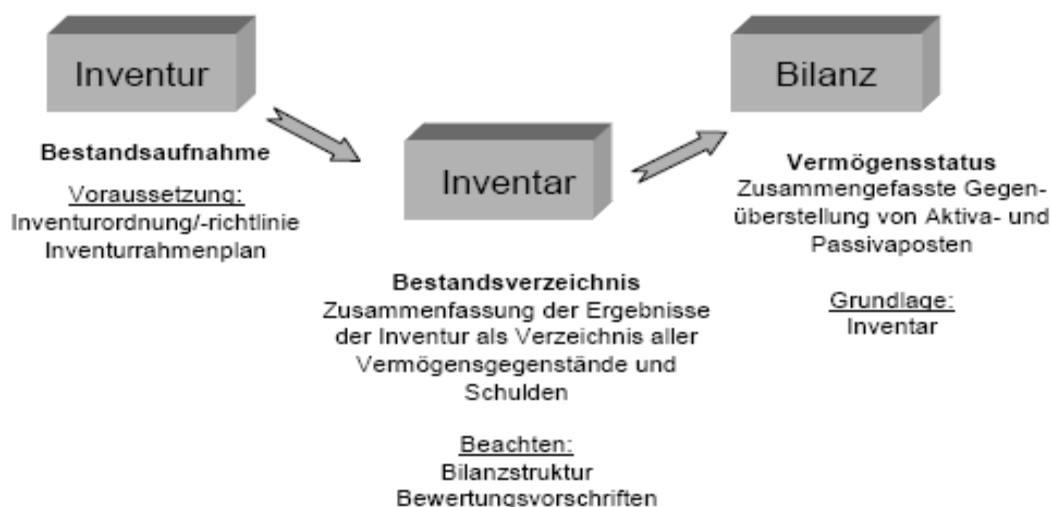 Inventur
Bestandsaufnahme
Voraussetzung:
Inventurordnung/-richtlinie
Inventurrahmenplan
Inventar
Bestandsverzeichnis
Zusammenfassung der Ergebnisse
der Inventur als Verzeichnis aller
Vermögensgegenstände und
Schulden
Beachten:
Bilanzstruktur
Bewertungsvorschriften
Bilanz
Vermögensstatus
Zusammengefasste Gegen-
überstellung von Aktiva- und
Passivaposten
Grundlage:
Inventar